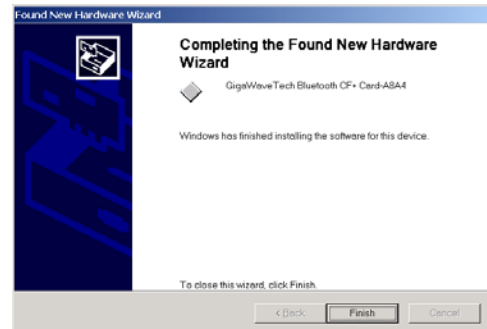 Found New Hardware Wizard
Completing the Found New Hardware
Wizard
GigaWaveTech Bluetooth CF+ Card-A8A4
Windows has finished installing the software for this device.
To close this wizard, click Finish.
< Back
Finish
Cancel